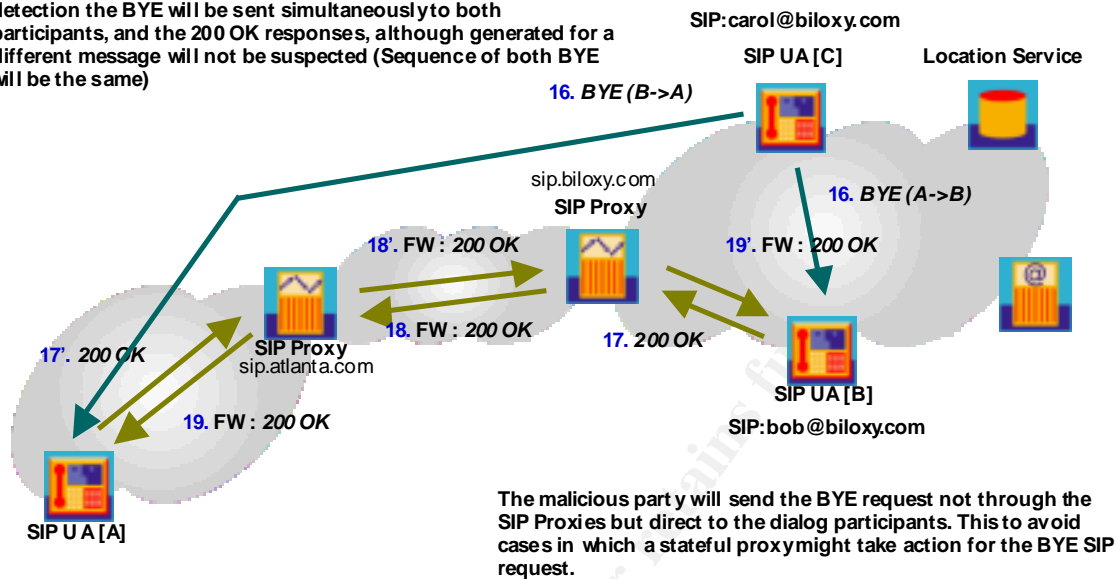 detection the BYE will be sent simultaneously to both
participants, and the 200 OK responses, although generated for a
different message will not be suspected (Sequence of both BYE
will be the same)
SIP:carol@biloxy.com
SIP UA [C]
Location Service
16. BYE (B->A)
sip.biloxy.com
SIP Proxy
16. BYE (A->B)
18'. FW : 200 OK
19'. FW : 200 OK
18. FW : 200 OK
17. 200 OK
17'. 200 OK
SIP Proxy
sip.atlanta.com
@
19. FW : 200 OK
SIP UA [B]
SIP:bob@biloxy.com
SIP UA [A]
The malicious party will send the BYE request not through the
SIP Proxies but direct to the dialog participants. This to avoid
cases in which a stateful proxy might take action for the BYE SIP
request.